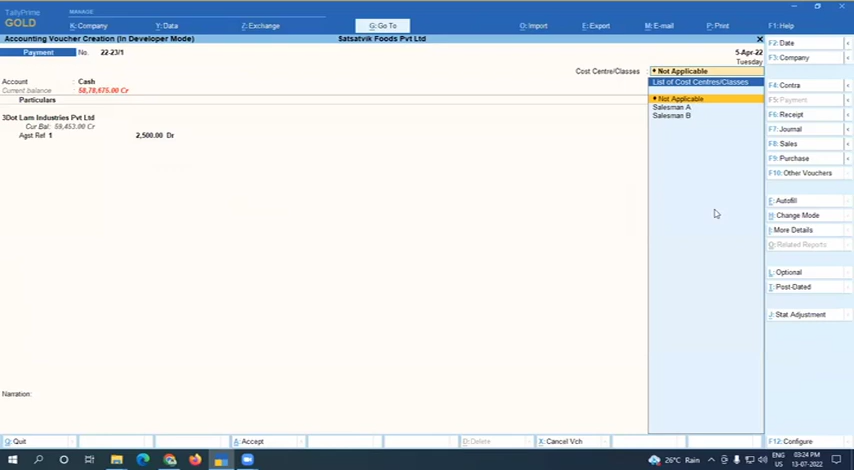 TallyPrime
GOLD
MANAGE
K: Company
Y: Data
Z: Exchange
G: Go To
O: Import
E: Export
M: E-mail
P: Print
F1: Help
Accounting Voucher Creation (In Developer Mode)
Satsatvik Foods Pvt Ltd
Payment
No. 22-23/1
5-Apr-22
Tuesday
Cost Centre/Classes : ♦ Not Applicable
List of Cost Centres/Classes
♦ Not Applicable
Salesman A
Salesman B
Account : Cash
Current balance : 58,78,675.00 Cr
Particulars
3Dot Lam Industries Pvt Ltd
Cur Bal: 59,453.00 Cr
Agst Ref 1 2,500.00 Dr
Narration:
F2: Date
F3: Company
F4: Contra
F5: Payment
F6: Receipt
F7: Journal
F8: Sales
F9: Purchase
F10: Other Vouchers
F: Autofill
H: Change Mode
I: More Details
O: Related Reports
L: Optional
T: Post-Dated
J: Stat Adjustment
Q: Quit
A: Accept
D: Delete
X: Cancel Vch
F12: Configure
26°C Rain
ENG
US
03:24 PM
13-07-2022